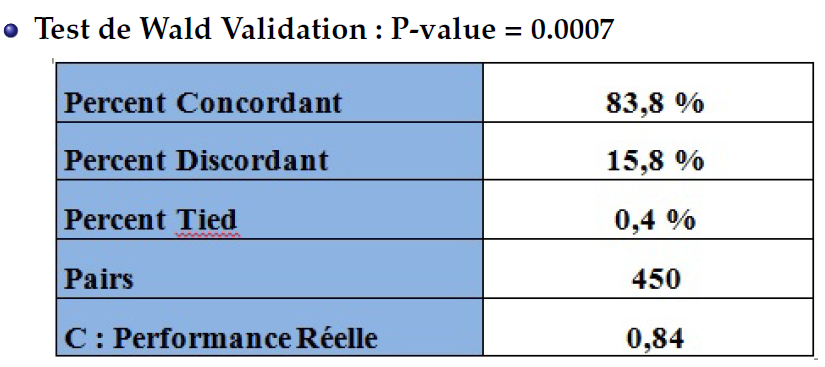 Test de Wald Validation : P-value = 0.0007
Percent Concordant 83,8 %
Percent Discordant 15,8 %
Percent Tied 0,4 %
Pairs 450
C : Performance Réelle 0,84